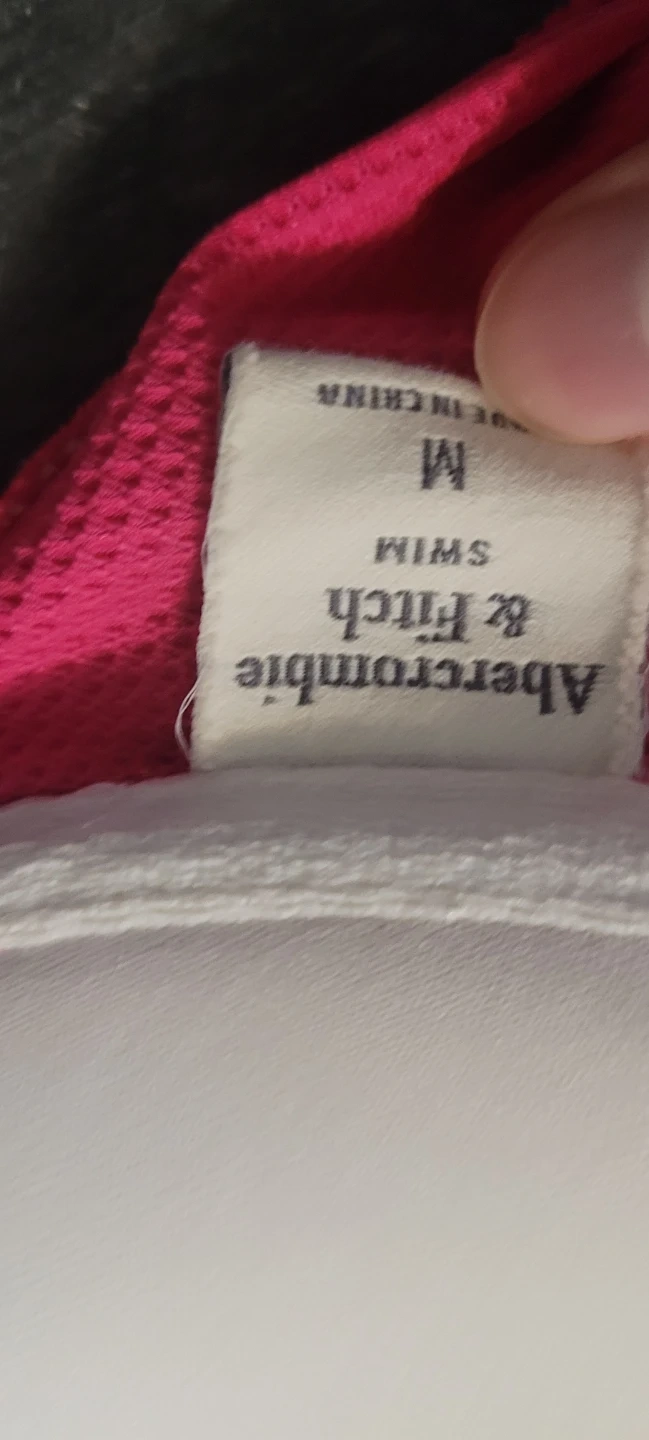 Abercrombie
& Fitch
SWIM
M
IN CHINA